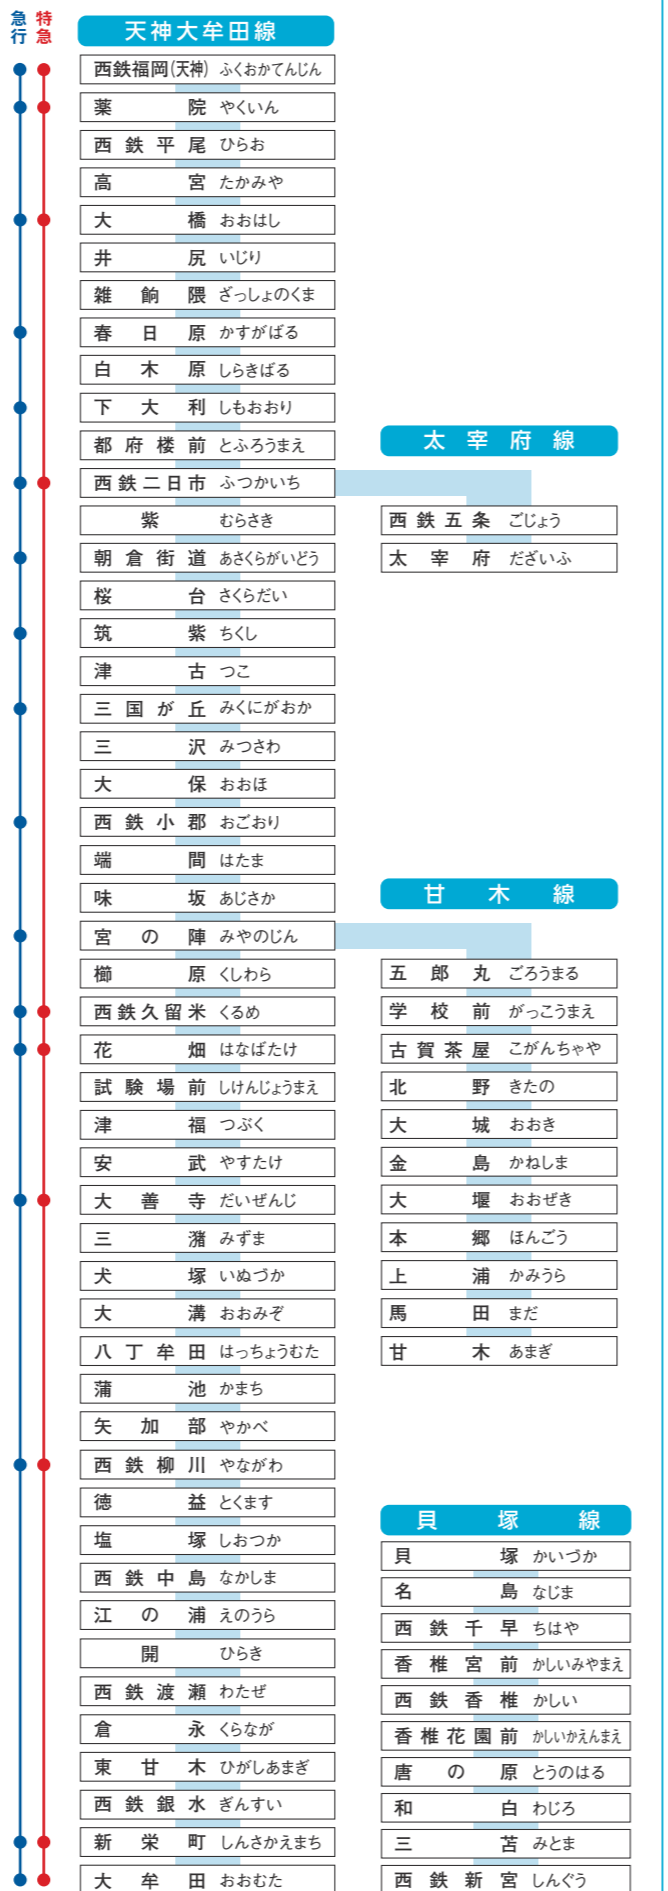 急行
特急
天神大牟田線
西鉄福岡(天神) ふくおかてんじん
薬院 やくいん
西鉄平尾 ひらお
高宮 たかみや
大橋 おおはし
井尻 いじり
雑餉隈 ざっしょのくま
春日原 かすがばる
白木原 しらきばる
下大利 しもおおり
都府楼前 とふろうまえ
西鉄二日市 ふつかいち
紫 むらさき
朝倉街道 あさくらがいどう
桜台 さくらだい
筑紫 ちくし
津古 つこ
三国が丘 みくにがおか
三沢 みつさわ
大保 おおほ
西鉄小郡 おごおり
端間 はたま
味坂 あじさか
宮の陣 みやのじん
櫛原 くしわら
西鉄久留米 くるめ
花畑 はなばたけ
試験場前 しけんじょうまえ
津福 つぶく
安武 やすたけ
大善寺 だいぜんじ
三潴 みずま
犬塚 いぬづか
大溝 おおみぞ
八丁牟田 はっちょうむた
蒲池 かまち
矢加部 やかべ
西鉄柳川 やながわ
徳益 とくます
塩塚 しおつか
西鉄中島 なかしま
江の浦 えのうら
開 ひらき
西鉄渡瀬 わたぜ
倉永 くらなが
東甘木 ひがしあまぎ
西鉄銀水 ぎんすい
新栄町 しんさかえまち
大牟田 おおむた
太宰府線
西鉄五条 ごじょう
太宰府 だざいふ
甘木線
五郎丸 ごろうまる
学校前 がっこうまえ
古賀茶屋 こがんちゃや
北野 きたの
大城 おおき
金島 かねしま
大堰 おおぜき
本郷 ほんごう
上浦 かみうら
馬田 まだ
甘木 あまぎ
貝塚線
貝塚 かいづか
名島 なじま
西鉄千早 ちはや
香椎宮前 かしいみやまえ
西鉄香椎 かしい
香椎花園前 かしいかえんまえ
唐の原 とうのはる
和白 わじろ
三苫 みとま
西鉄新宮 しんぐう